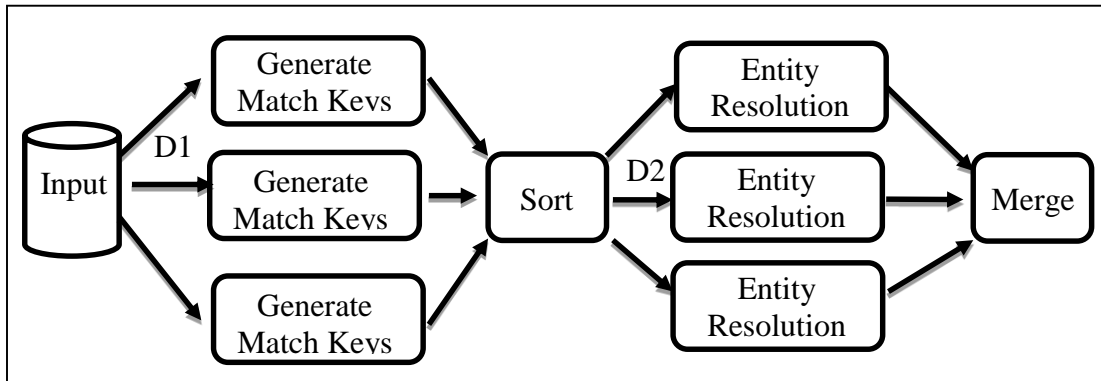 Generate
Match Keys
D1
Input
Generate
Match Keys
Generate
Match Keys
Sort
D2
Entity
Resolution
Entity
Resolution
Entity
Resolution
Merge